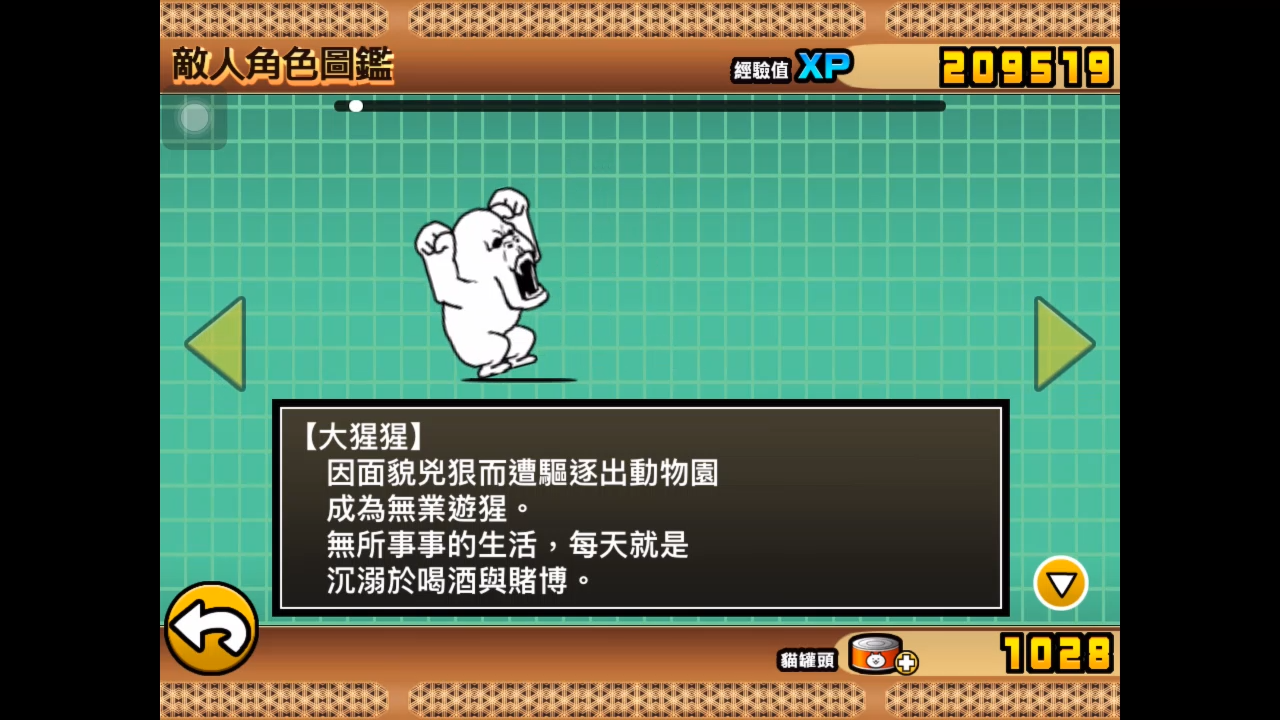 敵人角色圖鑑
經驗值 XP 209519
【大猩猩】
因面貌兇狠而遭驅逐出動物園
成為無業遊猩。
無所事事的生活，每天就是
沉溺於喝酒與賭博。
貓罐頭 1028